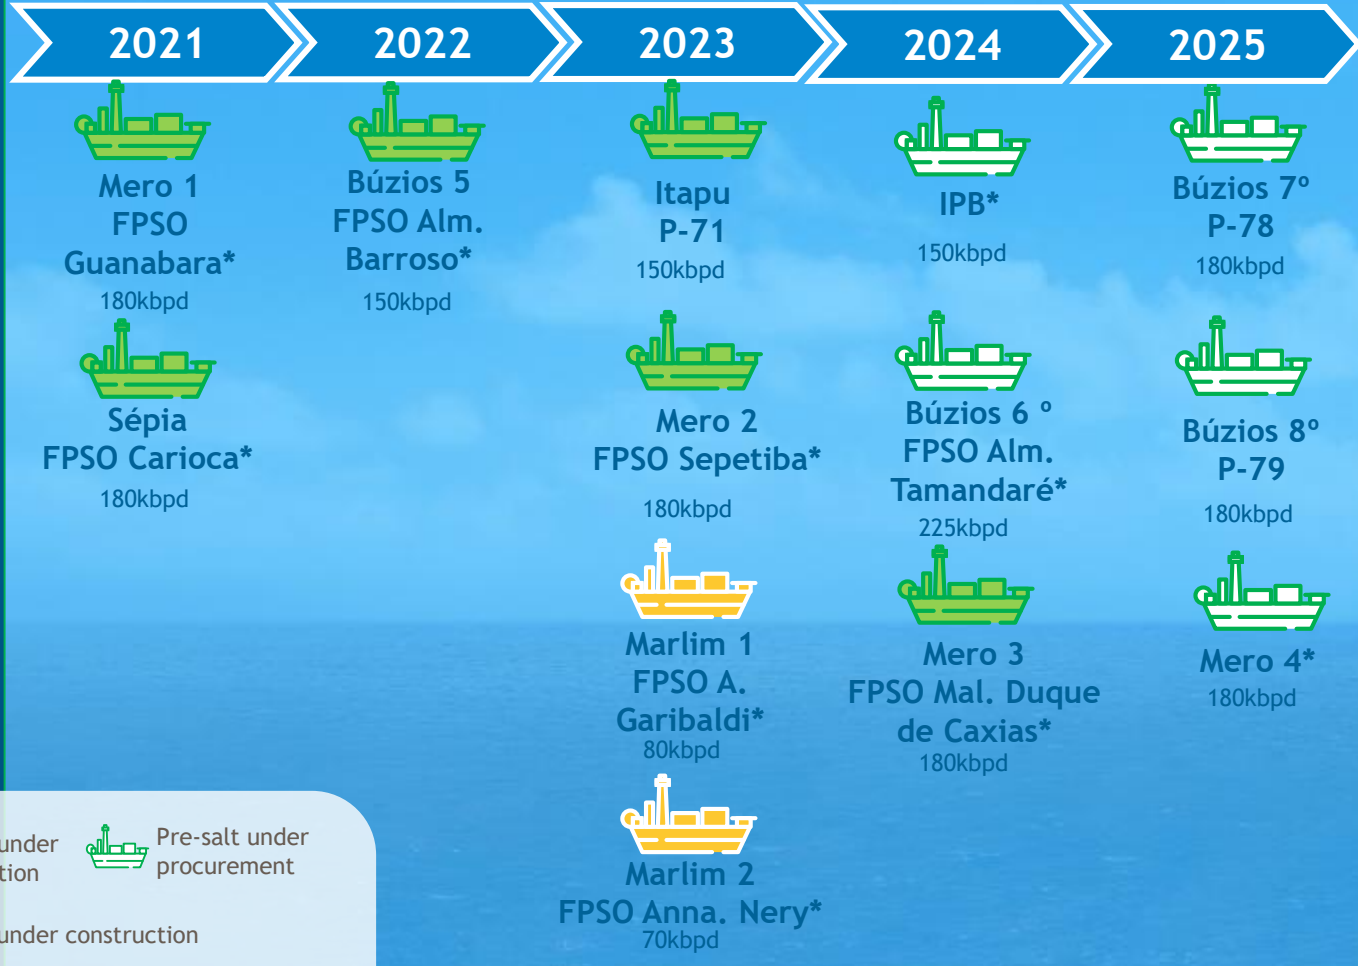 2021
2022
2023
2024
2025
Mero 1
FPSO
Guanabara*
180kbpd
Sépia
FPSO Carioca*
180kbpd
Búzios 5
FPSO Alm.
Barroso*
150kbpd
Itapu
P-71
150kbpd
Mero 2
FPSO Sepetiba*
180kbpd
Marlim 1
FPSO A.
Garibaldi*
80kbpd
Marlim 2
FPSO Anna. Nery*
70kbpd
IPB*
150kbpd
Búzios 6 º
FPSO Alm.
Tamandaré*
225kbpd
Mero 3
FPSO Mal. Duque
de Caxias*
180kbpd
Búzios 7º
P-78
180kbpd
Búzios 8º
P-79
180kbpd
Mero 4*
180kbpd
under
tion
Pre-salt under
procurement
under construction